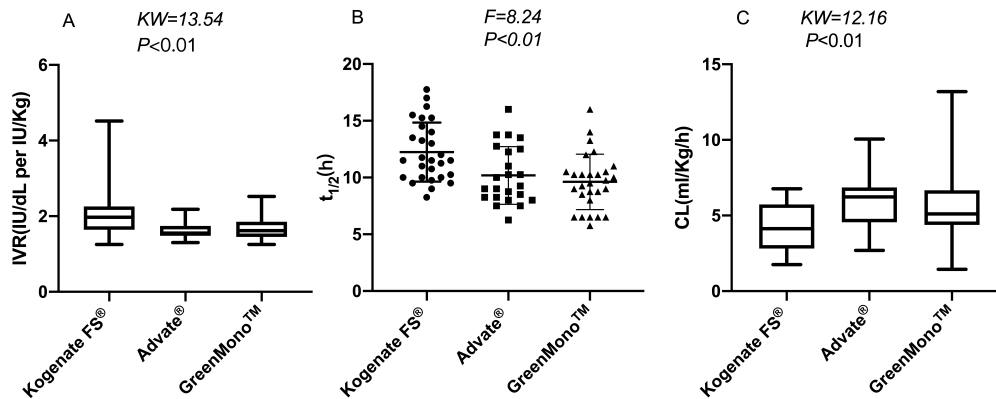 A
KW=13.54
P<0.01
IVR(IU/dL per IU/Kg)
6
4
2
0
Kogenate FS®
Advate®
GreenMono™
B
F=8.24
P<0.01
t1/2(h)
20
15
10
5
0
Kogenate FS®
Advate®
GreenMono™
C
KW=12.16
P<0.01
CL(ml/Kg/h)
15
10
5
0
Kogenate FS®
Advate®
GreenMono™